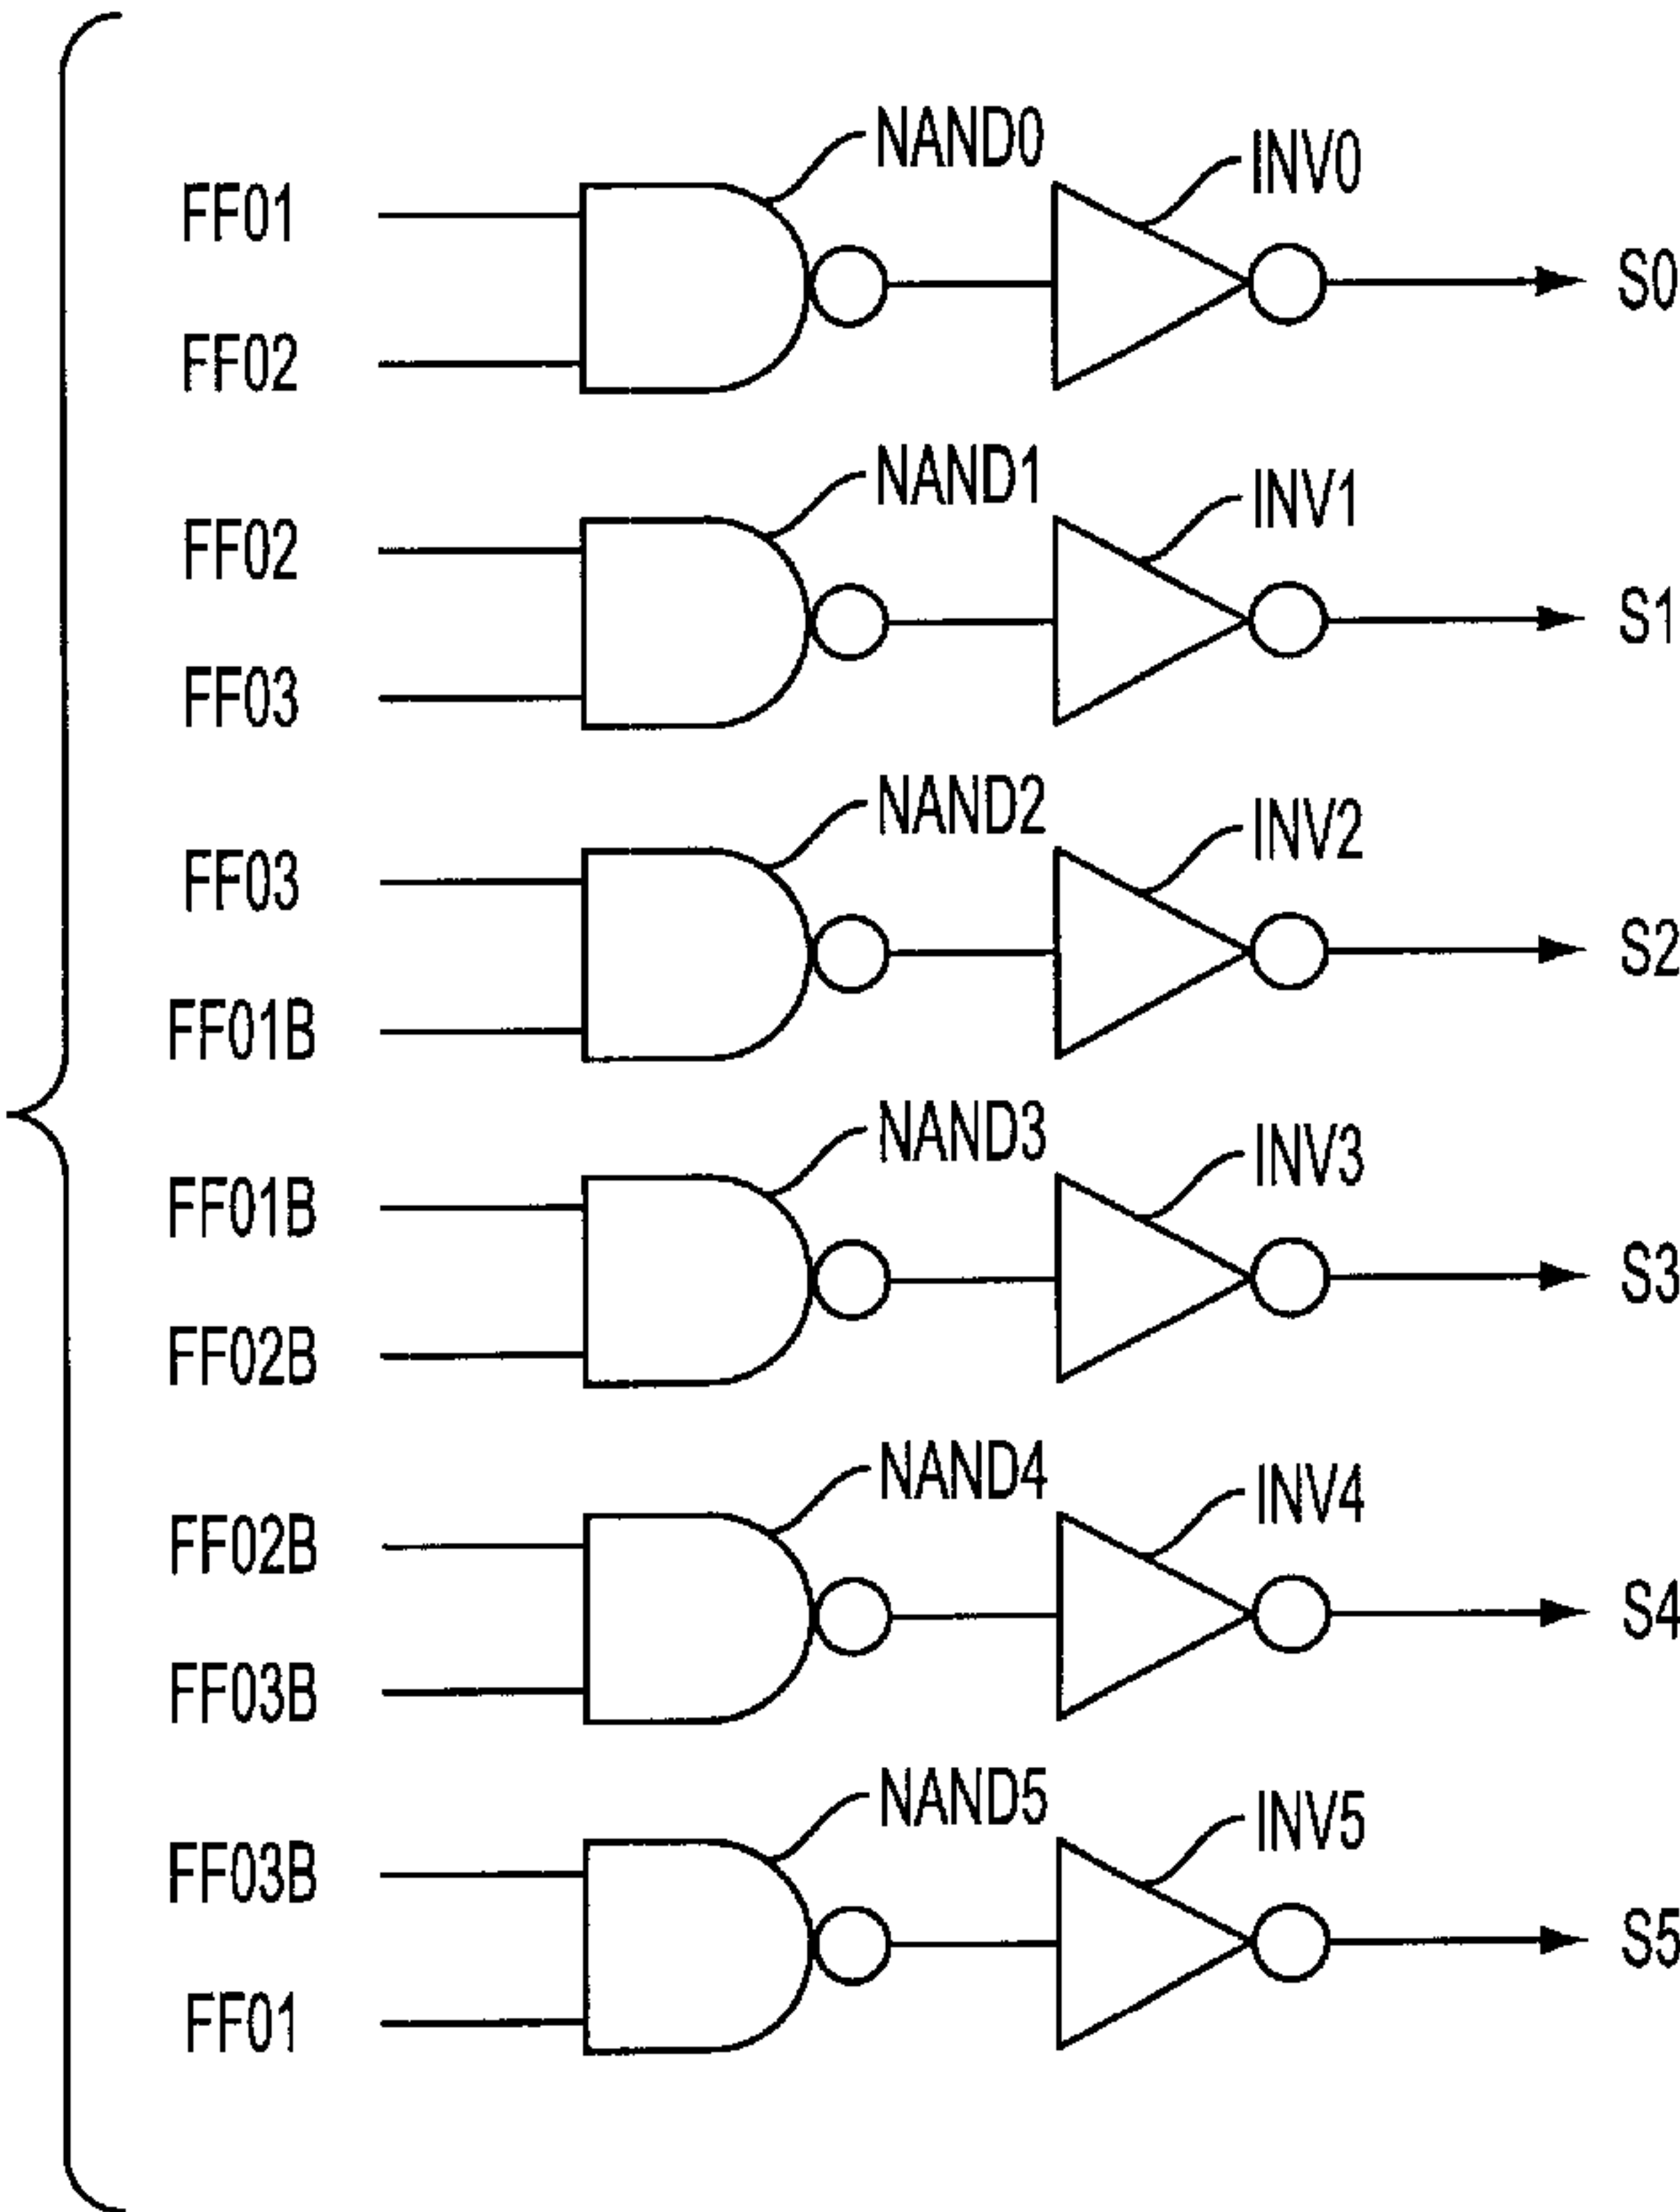 NAND0
INV0
FF01
S0
FF02
NAND1
INV1
FF02
S1
FF03
NAND2
INV2
FF03
S2
FF01B
NAND3
INV3
FF01B
S3
FF02B
NAND4
INV4
FF02B
S4
FF03B
NAND5
INV5
FF03B
S5
FF01